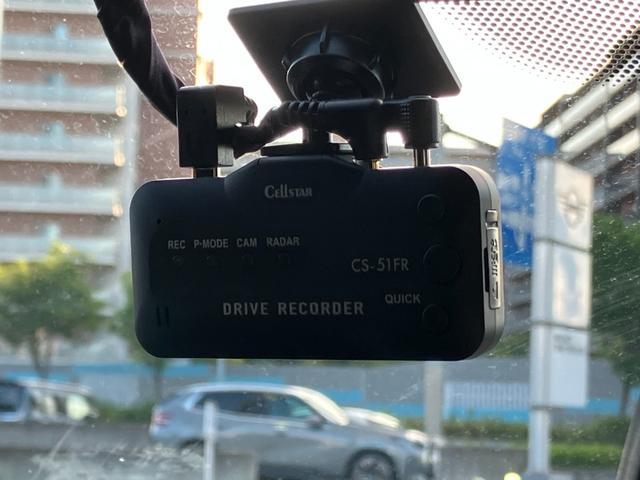 CELLSTAR
REC P-MODE CAM RADAR
CS-51FR
QUICK
DRIVE RECORDER